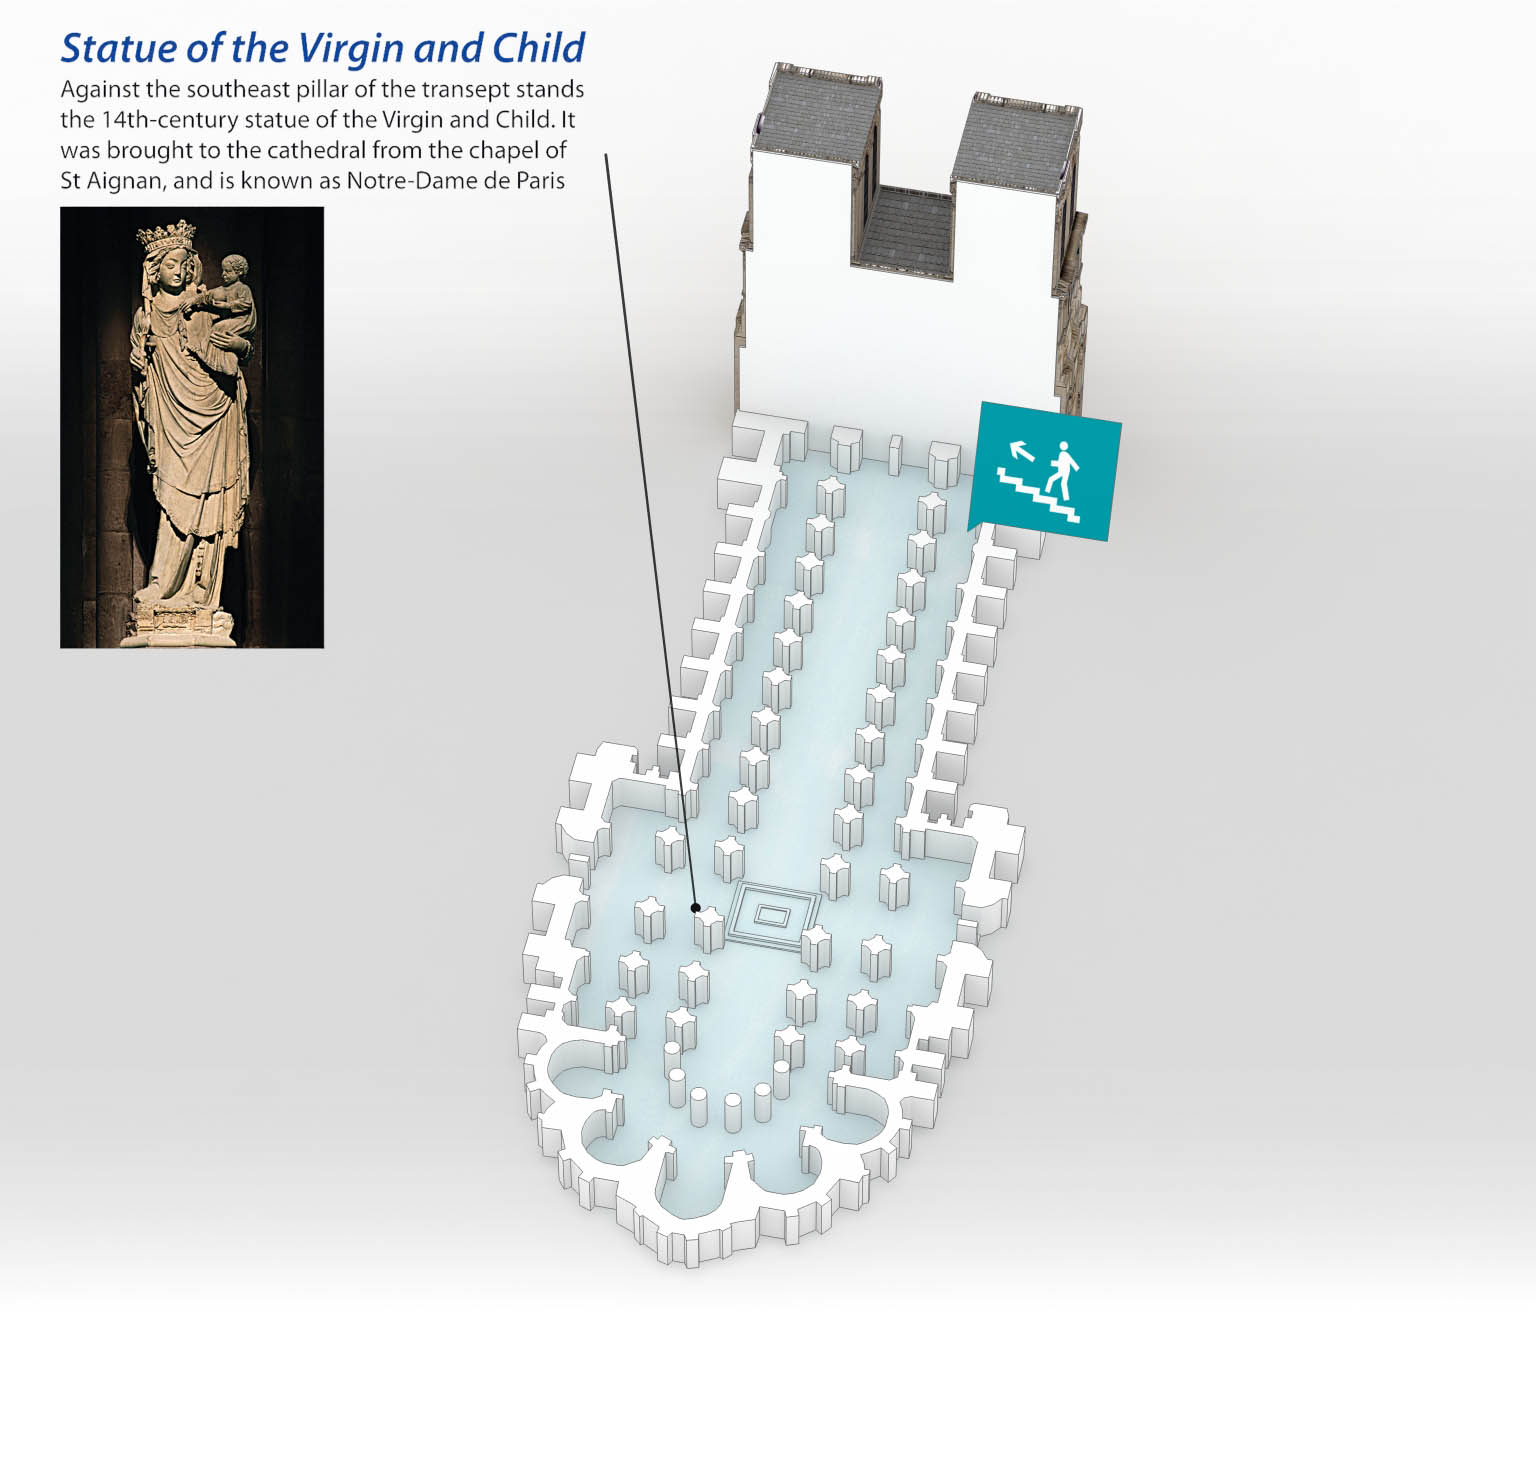 Statue of the Virgin and Child
Against the southeast pillar of the transept stands
the 14th-century statue of the Virgin and Child. It
was brought to the cathedral from the chapel of
St Aignan, and is known as Notre-Dame de Paris